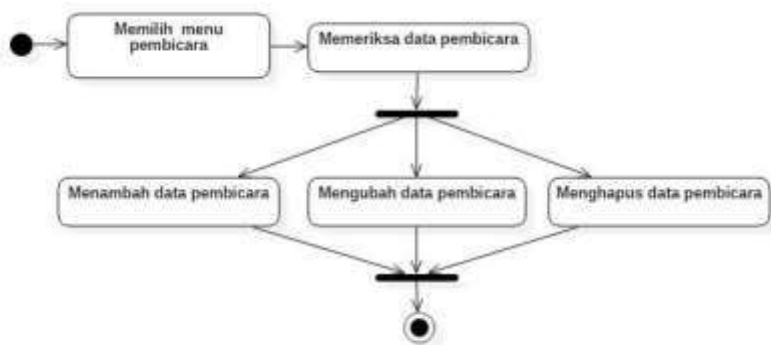 Memilih menu
pembicara
Memeriksa data pembicara
Menambah data pembicara
Mengubah data pembicara
Menghapus data pembicara